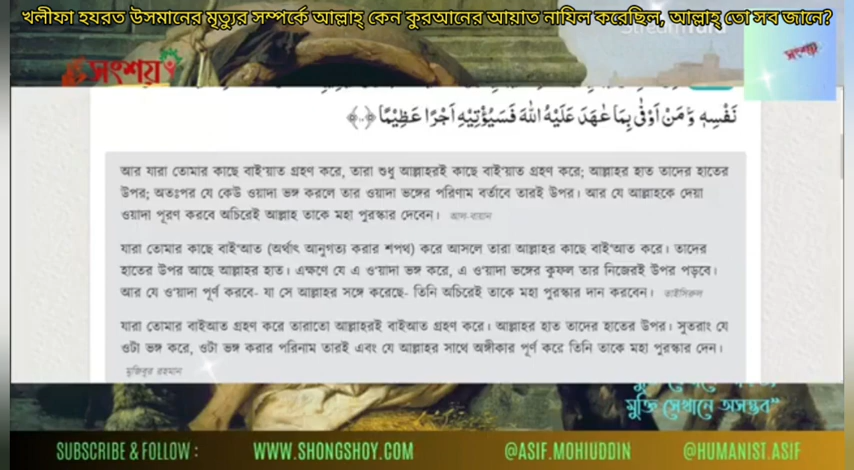 খলীফা হযরত উসমানের মৃত্যুর সম্পর্কে আল্লাহ্ কেন কুরআনের আয়াত নাযিল করেছিল, আল্লাহ্ তো সব জানে?
সংশয়
সংশয়
نَفْسِهٖ وَمَنْ اَوْفٰى بِمَا عٰهَدَ عَلَيْهُ اللّٰهَ فَسَيُؤْتِيْهِ اَجْرًا عَظِيْمًا
আর যারা তোমার কাছে বাই'য়াত গ্রহণ করে, তারা শুধু আল্লাহরই কাছে বাই'য়াত গ্রহণ করে; আল্লাহর হাত তাদের হাতের
উপর; অতঃপর যে কেউ ওয়াদা ভঙ্গ করলে তার ওয়াদা ভঙ্গের পরিণাম বর্তাবে তারই উপর। আর যে আল্লাহকে দেয়া
ওয়াদা পূরণ করবে অচিরেই আল্লাহ তাকে মহা পুরস্কার দেবেন। আল-বায়ান
যারা তোমার কাছে বাই'আত (অর্থাৎ আনুগত্য করার শপথ) করে আসলে তারা আল্লাহর কাছে বাই'আত করে। তাদের
হাতের উপর আছে আল্লাহর হাত। এক্ষণে যে এ ও'য়াদা ভঙ্গ করে, এ ও'য়াদা ভঙ্গের কুফল তার নিজেরই উপর পড়বে।
আর যে ও'য়াদা পূর্ণ করবে- যা সে আল্লাহর সঙ্গে করেছে- তিনি অচিরেই তাকে মহা পুরস্কার দান করবেন। তাইসিরুল
যারা তোমার বাইআত গ্রহণ করে তারাতো আল্লাহরই বাইআত গ্রহণ করে। আল্লাহর হাত তাদের হাতের উপর। সুতরাং যে
ওটা ভঙ্গ করে, ওটা ভঙ্গ করার পরিনাম তারই এবং যে আল্লাহর সাথে অঙ্গীকার পূর্ণ করে তিনি তাকে মহা পুরস্কার দেন।
মুজিবুর রহমান
মুক্তি সেখানে অসম্ভব”
SUBSCRIBE & FOLLOW : WWW.SHONGSHOY.COM @ASIF.MOHIUDDIN @HUMANIST.ASIF